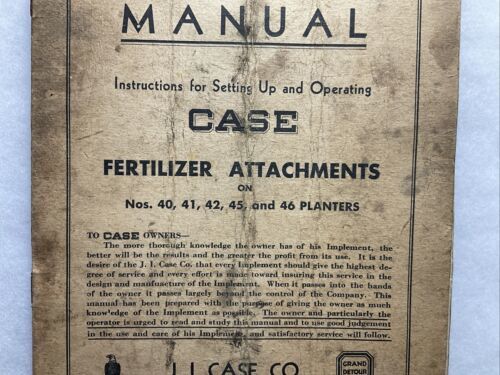 MANUAL
Instructions for Setting Up and Operating
CASE
FERTILIZER ATTACHMENTS
ON
Nos. 40, 41, 42, 45, and 46 PLANTERS
TO CASE OWNERS—
The more thorough knowledge the owner has of his Implement, the
better will be the results and the greater the profit from its use. It is the
desire of the J. I. Case Co. that every Implement should give the highest de-
gree of service and every effort is made toward insuring this service in the
design and manufacture of the Implement. When it passes into the hands
of the owner it passes largely beyond the control of the Company. This
manual has been prepared with the purpose of giving the owner as much
know'edge of the Implement as possible. The owner and particularly the
operator is urged to read and study this manual and to use good judgement
in the use and care of his Implement, and satisfactory service will follow.
J. I. CASE CO.
GRAND
DETOUR